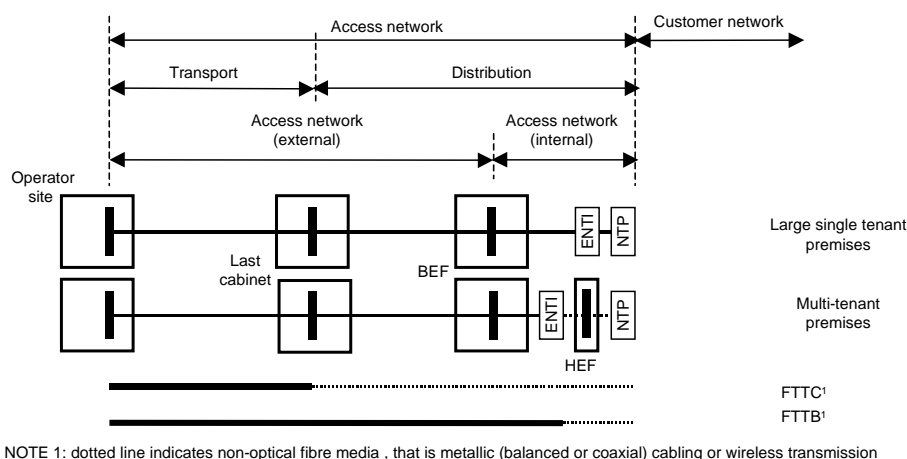 Access network
Customer network
Transport
Distribution
Access network
(external)
Access network
(internal)
Operator
site
ENTI
NTP
Large single tenant
premises
Last
cabinet
BEF
ENTI
NTP
Multi-tenant
premises
HEF
FTTC¹
FTTB¹
NOTE 1: dotted line indicates non-optical fibre media , that is metallic (balanced or coaxial) cabling or wireless transmission